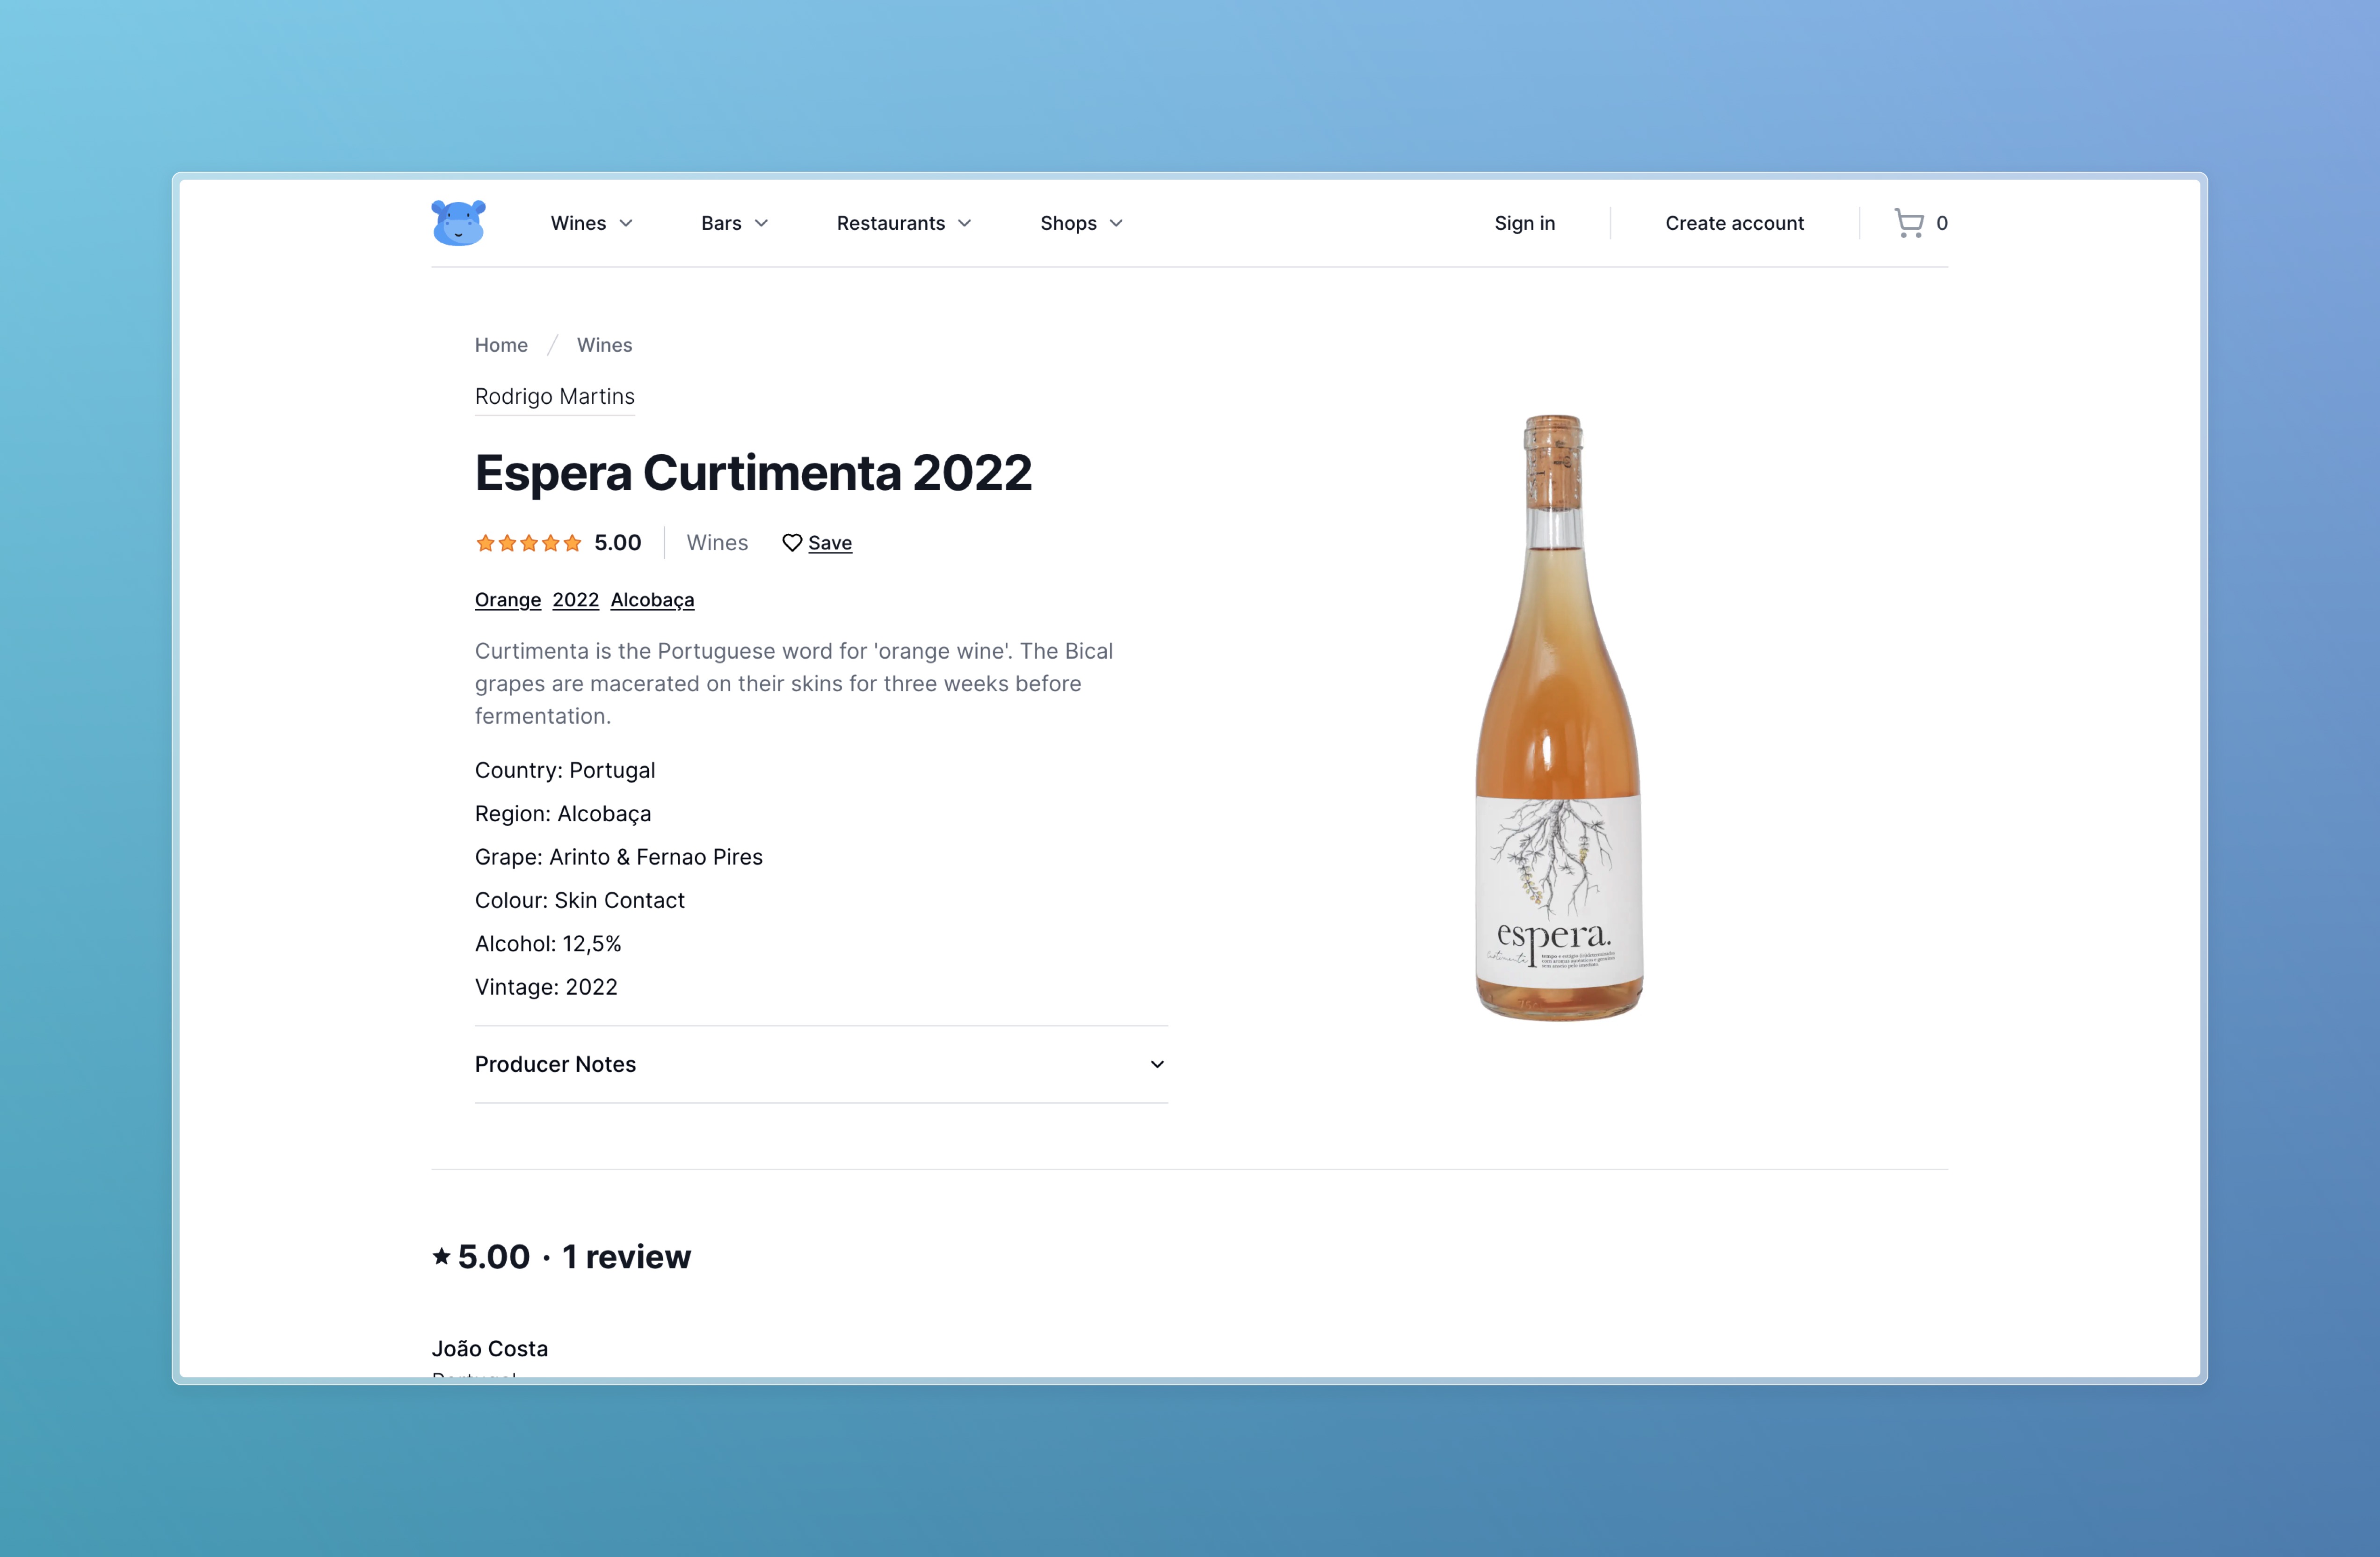 Wines
Bars
Restaurants
Shops
Sign in
Create account
0
Home / Wines
Rodrigo Martins
Espera Curtimenta 2022
5.00
Wines
Save
Orange 2022 Alcobaça
Curtimenta is the Portuguese word for 'orange wine'. The Bical
grapes are macerated on their skins for three weeks before
fermentation.
Country: Portugal
Region: Alcobaça
Grape: Arinto & Fernao Pires
Colour: Skin Contact
Alcohol: 12,5%
Vintage: 2022
espera.
Curtimenta
Producer Notes
5.00 · 1 review
João Costa
Portugal